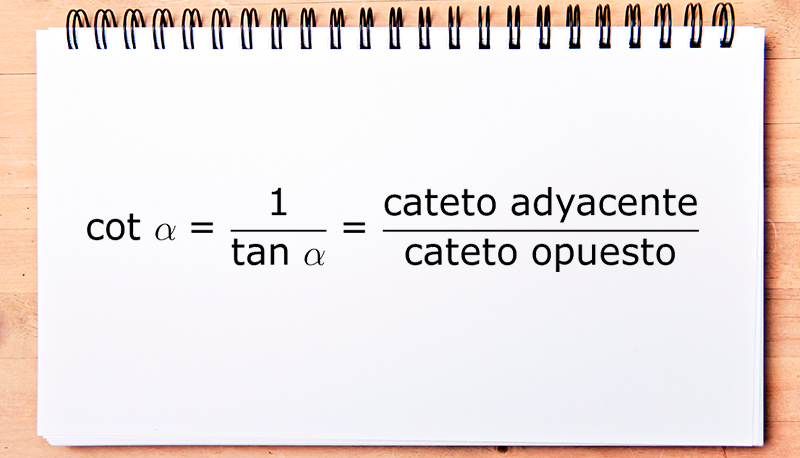 cot α = 1 / tan α = cateto adyacente / cateto opuesto